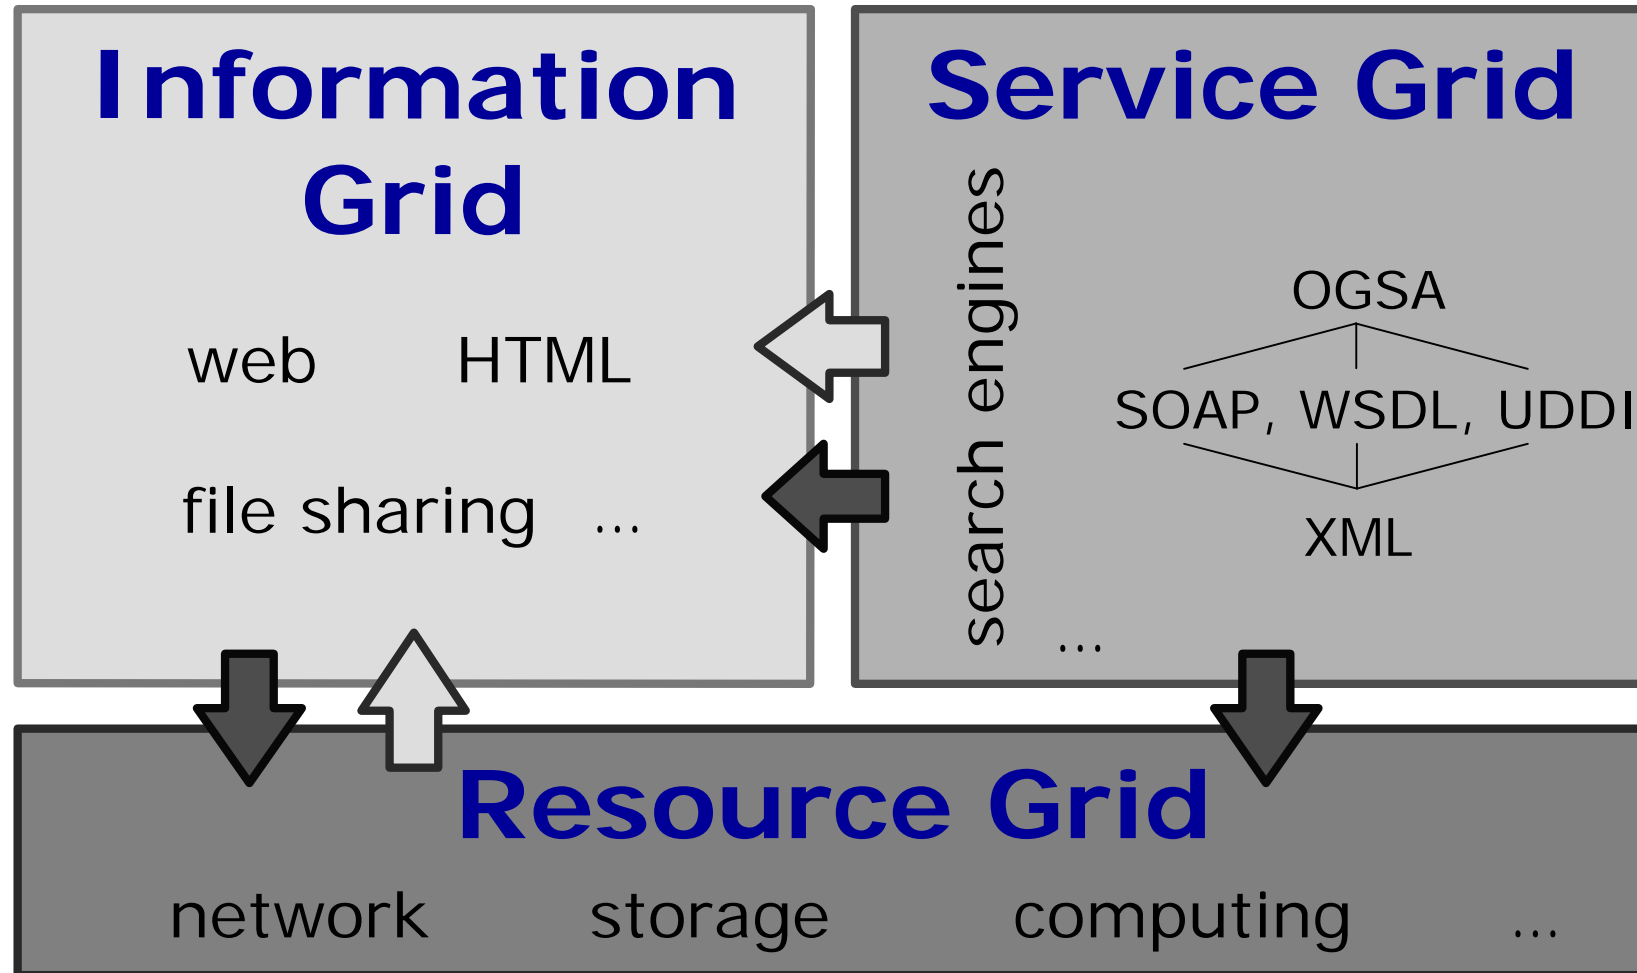 Information
Grid
web HTML
file sharing ...
Service Grid
search engines
OGSA
SOAP, WSDL, UDDI
XML
...
Resource Grid
network storage computing ...